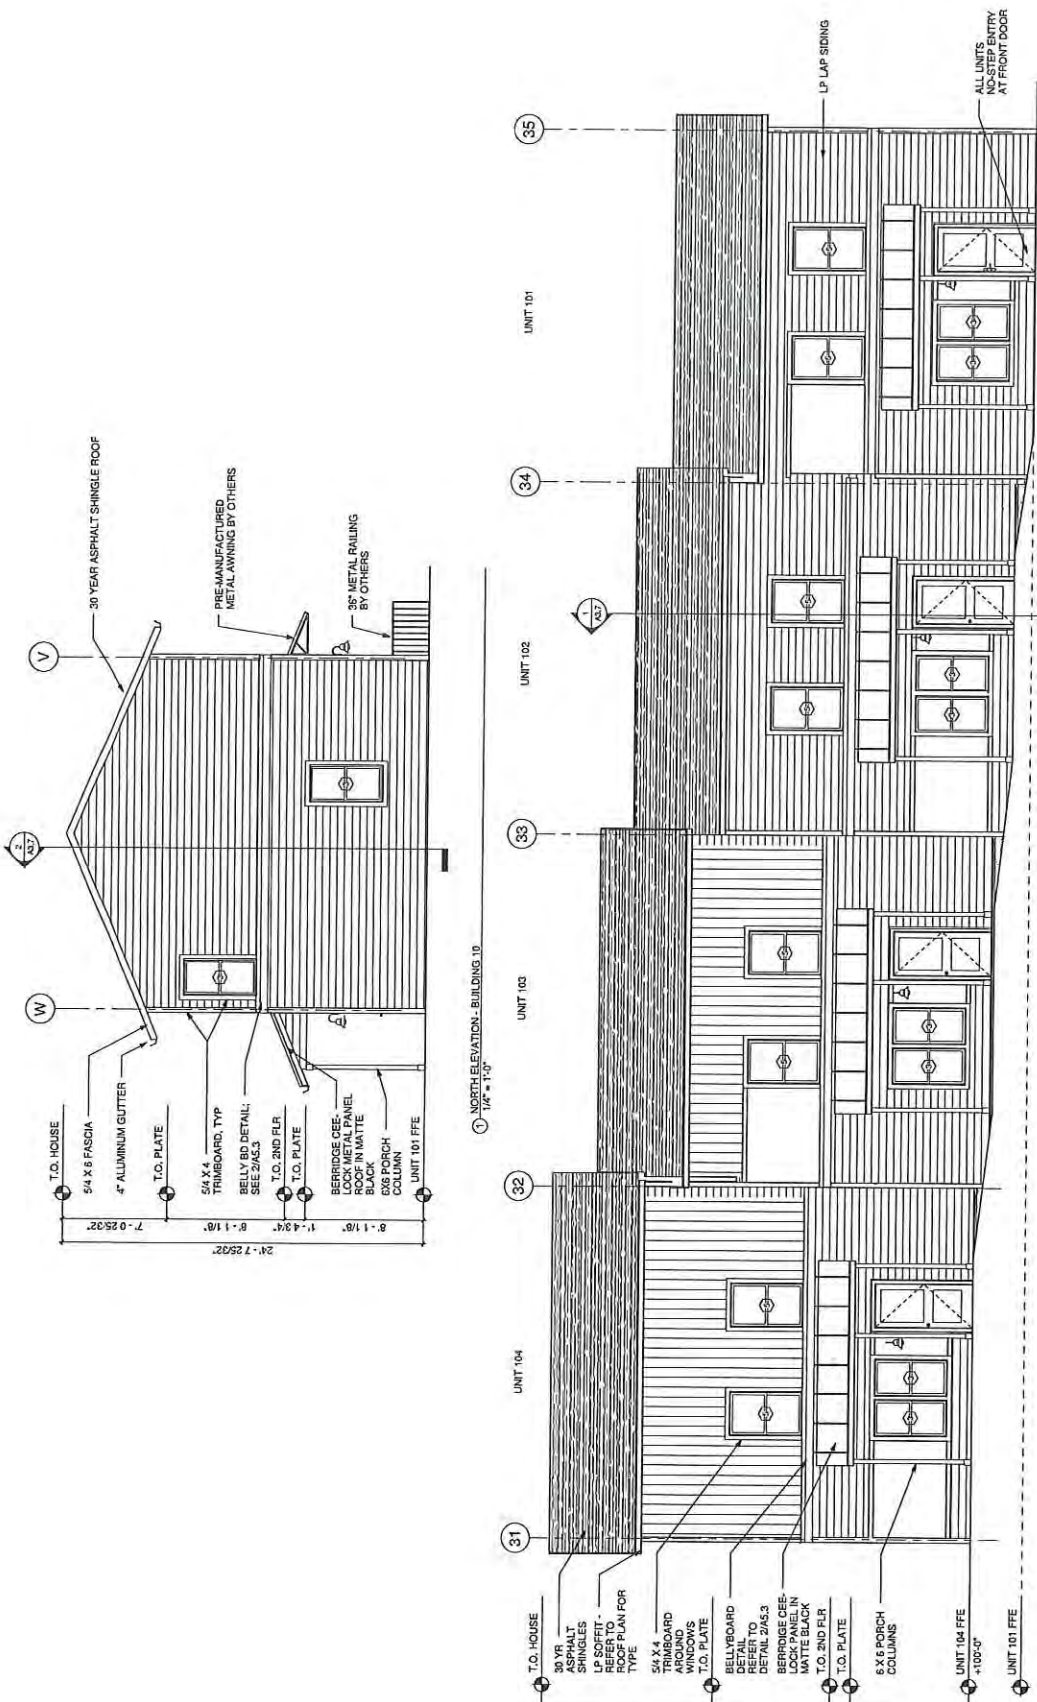 V
W
2
A3.7
30 YEAR ASPHALT SHINGLE ROOF
PRE-MANUFACTURED
METAL AWNING BY OTHERS
36" METAL RAILING
BY OTHERS
T.O. HOUSE
5/4 X 6 FASCIA
4" ALUMINUM GUTTER
T.O. PLATE
5/4 X 4
TRIMBOARD, TYP
BELLY BD DETAIL;
SEE 2/A5.3
T.O. 2ND FLR
T.O. PLATE
BERRIDGE CEE-
LOCK METAL PANEL
ROOF IN MATTE
BLACK
6X6 PORCH
COLUMN
UNIT 101 FFE
7' - 0 25/32"
8' - 1 1/8"
1' - 4 3/4"
8' - 1 1/8"
24' - 7 25/32"
1
NORTH ELEVATION - BUILDING 10
1/4" = 1'-0"
31
32
33
34
35
UNIT 104
UNIT 103
UNIT 102
UNIT 101
1
A3.7
LP LAP SIDING
ALL UNITS
NO-STEP ENTRY
AT FRONT DOOR
T.O. HOUSE
30 YR
ASPHALT
SHINGLES
LP SOFFIT -
REFER TO
ROOF PLAN FOR
TYPE
5/4 X 4
TRIMBOARD
AROUND
WINDOWS
T.O. PLATE
BELLYBOARD
DETAIL
REFER TO
DETAIL 2/A5.3
BERRDIGE CEE-
LOCK PANEL IN
MATTE BLACK
T.O. 2ND FLR
T.O. PLATE
6 X 6 PORCH
COLUMNS
UNIT 104 FFE
+100'-0"
UNIT 101 FFE